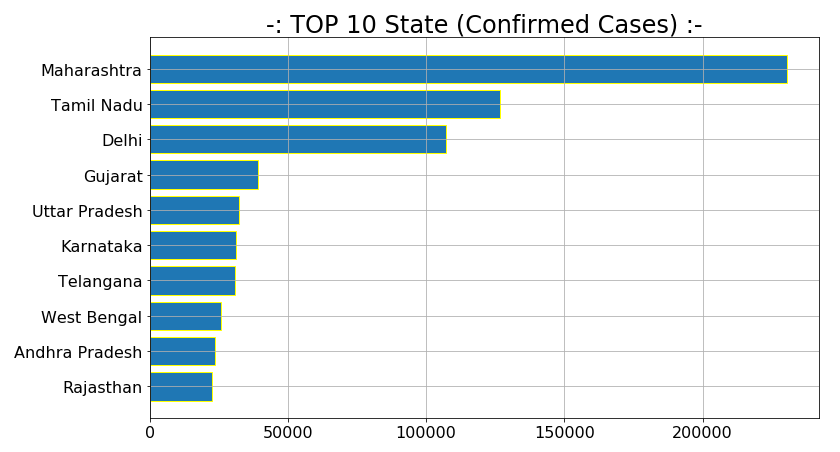 -: TOP 10 State (Confirmed Cases) :-
Maharashtra
Tamil Nadu
Delhi
Gujarat
Uttar Pradesh
Karnataka
Telangana
West Bengal
Andhra Pradesh
Rajasthan
0 50000 100000 150000 200000